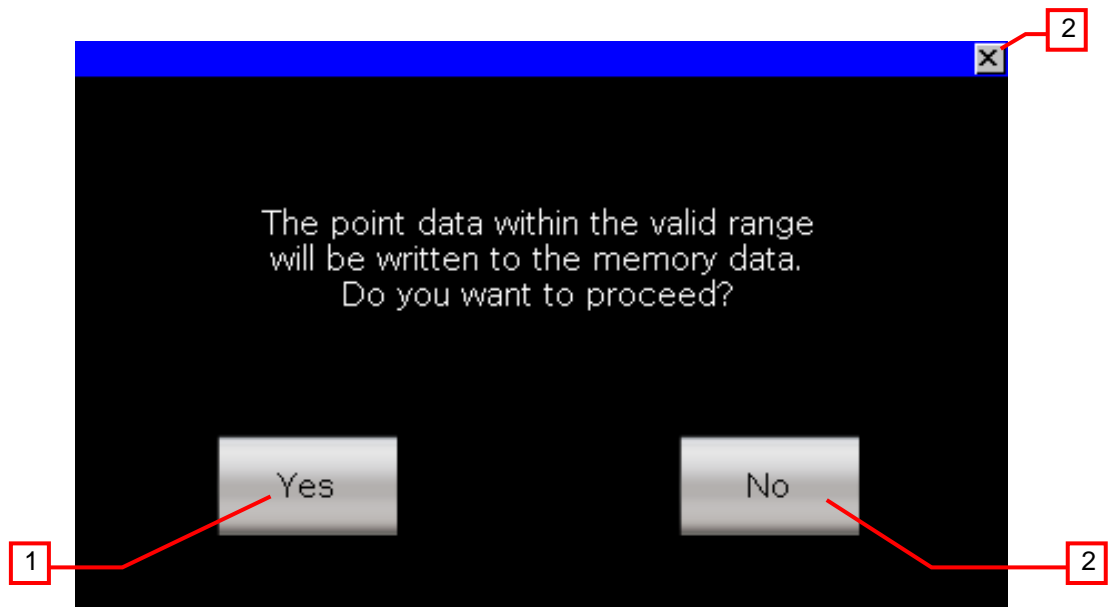 2
X
The point data within the valid range
will be written to the memory data.
Do you want to proceed?
Yes No
1 2